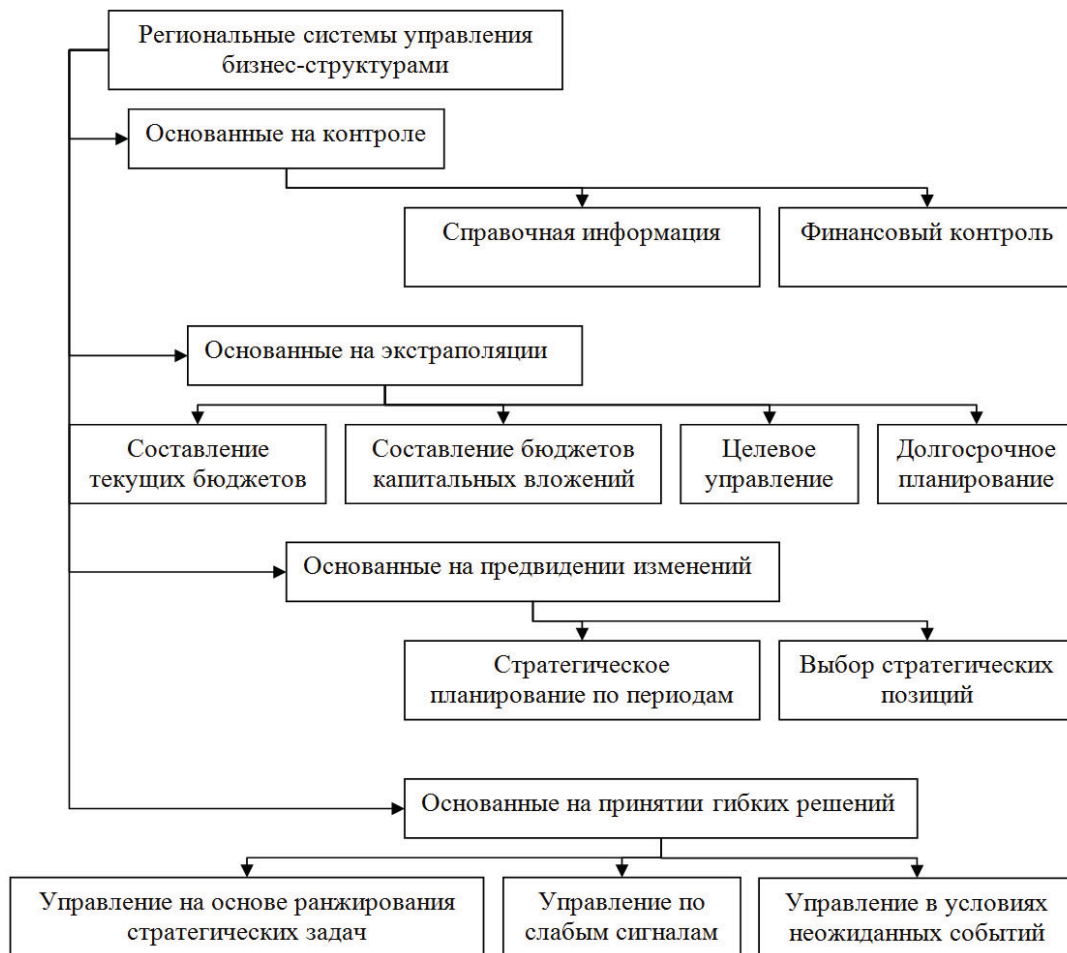 Региональные системы управления
бизнес-структурами
Основанные на контроле
Справочная информация
Финансовый контроль
Основанные на экстраполяции
Составление
текущих бюджетов
Составление бюджетов
капитальных вложений
Целевое
управление
Долгосрочное
планирование
Основанные на предвидении изменений
Стратегическое
планирование по периодам
Выбор стратегических
позиций
Основанные на принятии гибких решений
Управление на основе ранжирования
стратегических задач
Управление по
слабым сигналам
Управление в условиях
неожиданных событий